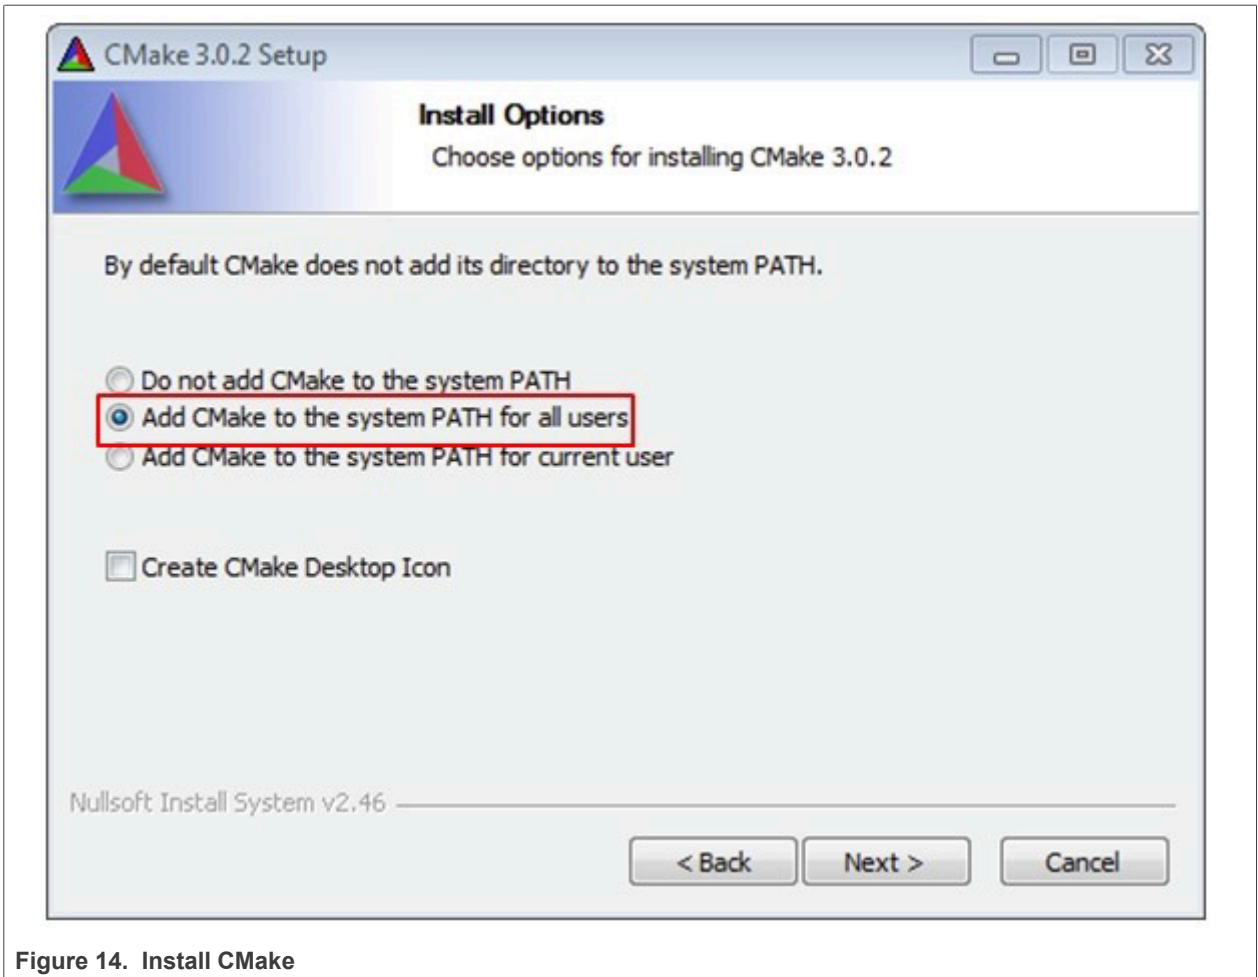 CMake 3.0.2 Setup
Install Options
Choose options for installing CMake 3.0.2
By default CMake does not add its directory to the system PATH.
Do not add CMake to the system PATH
Add CMake to the system PATH for all users
Add CMake to the system PATH for current user
Create CMake Desktop Icon
Nullsoft Install System v2.46
< Back Next > Cancel
Figure 14. Install CMake